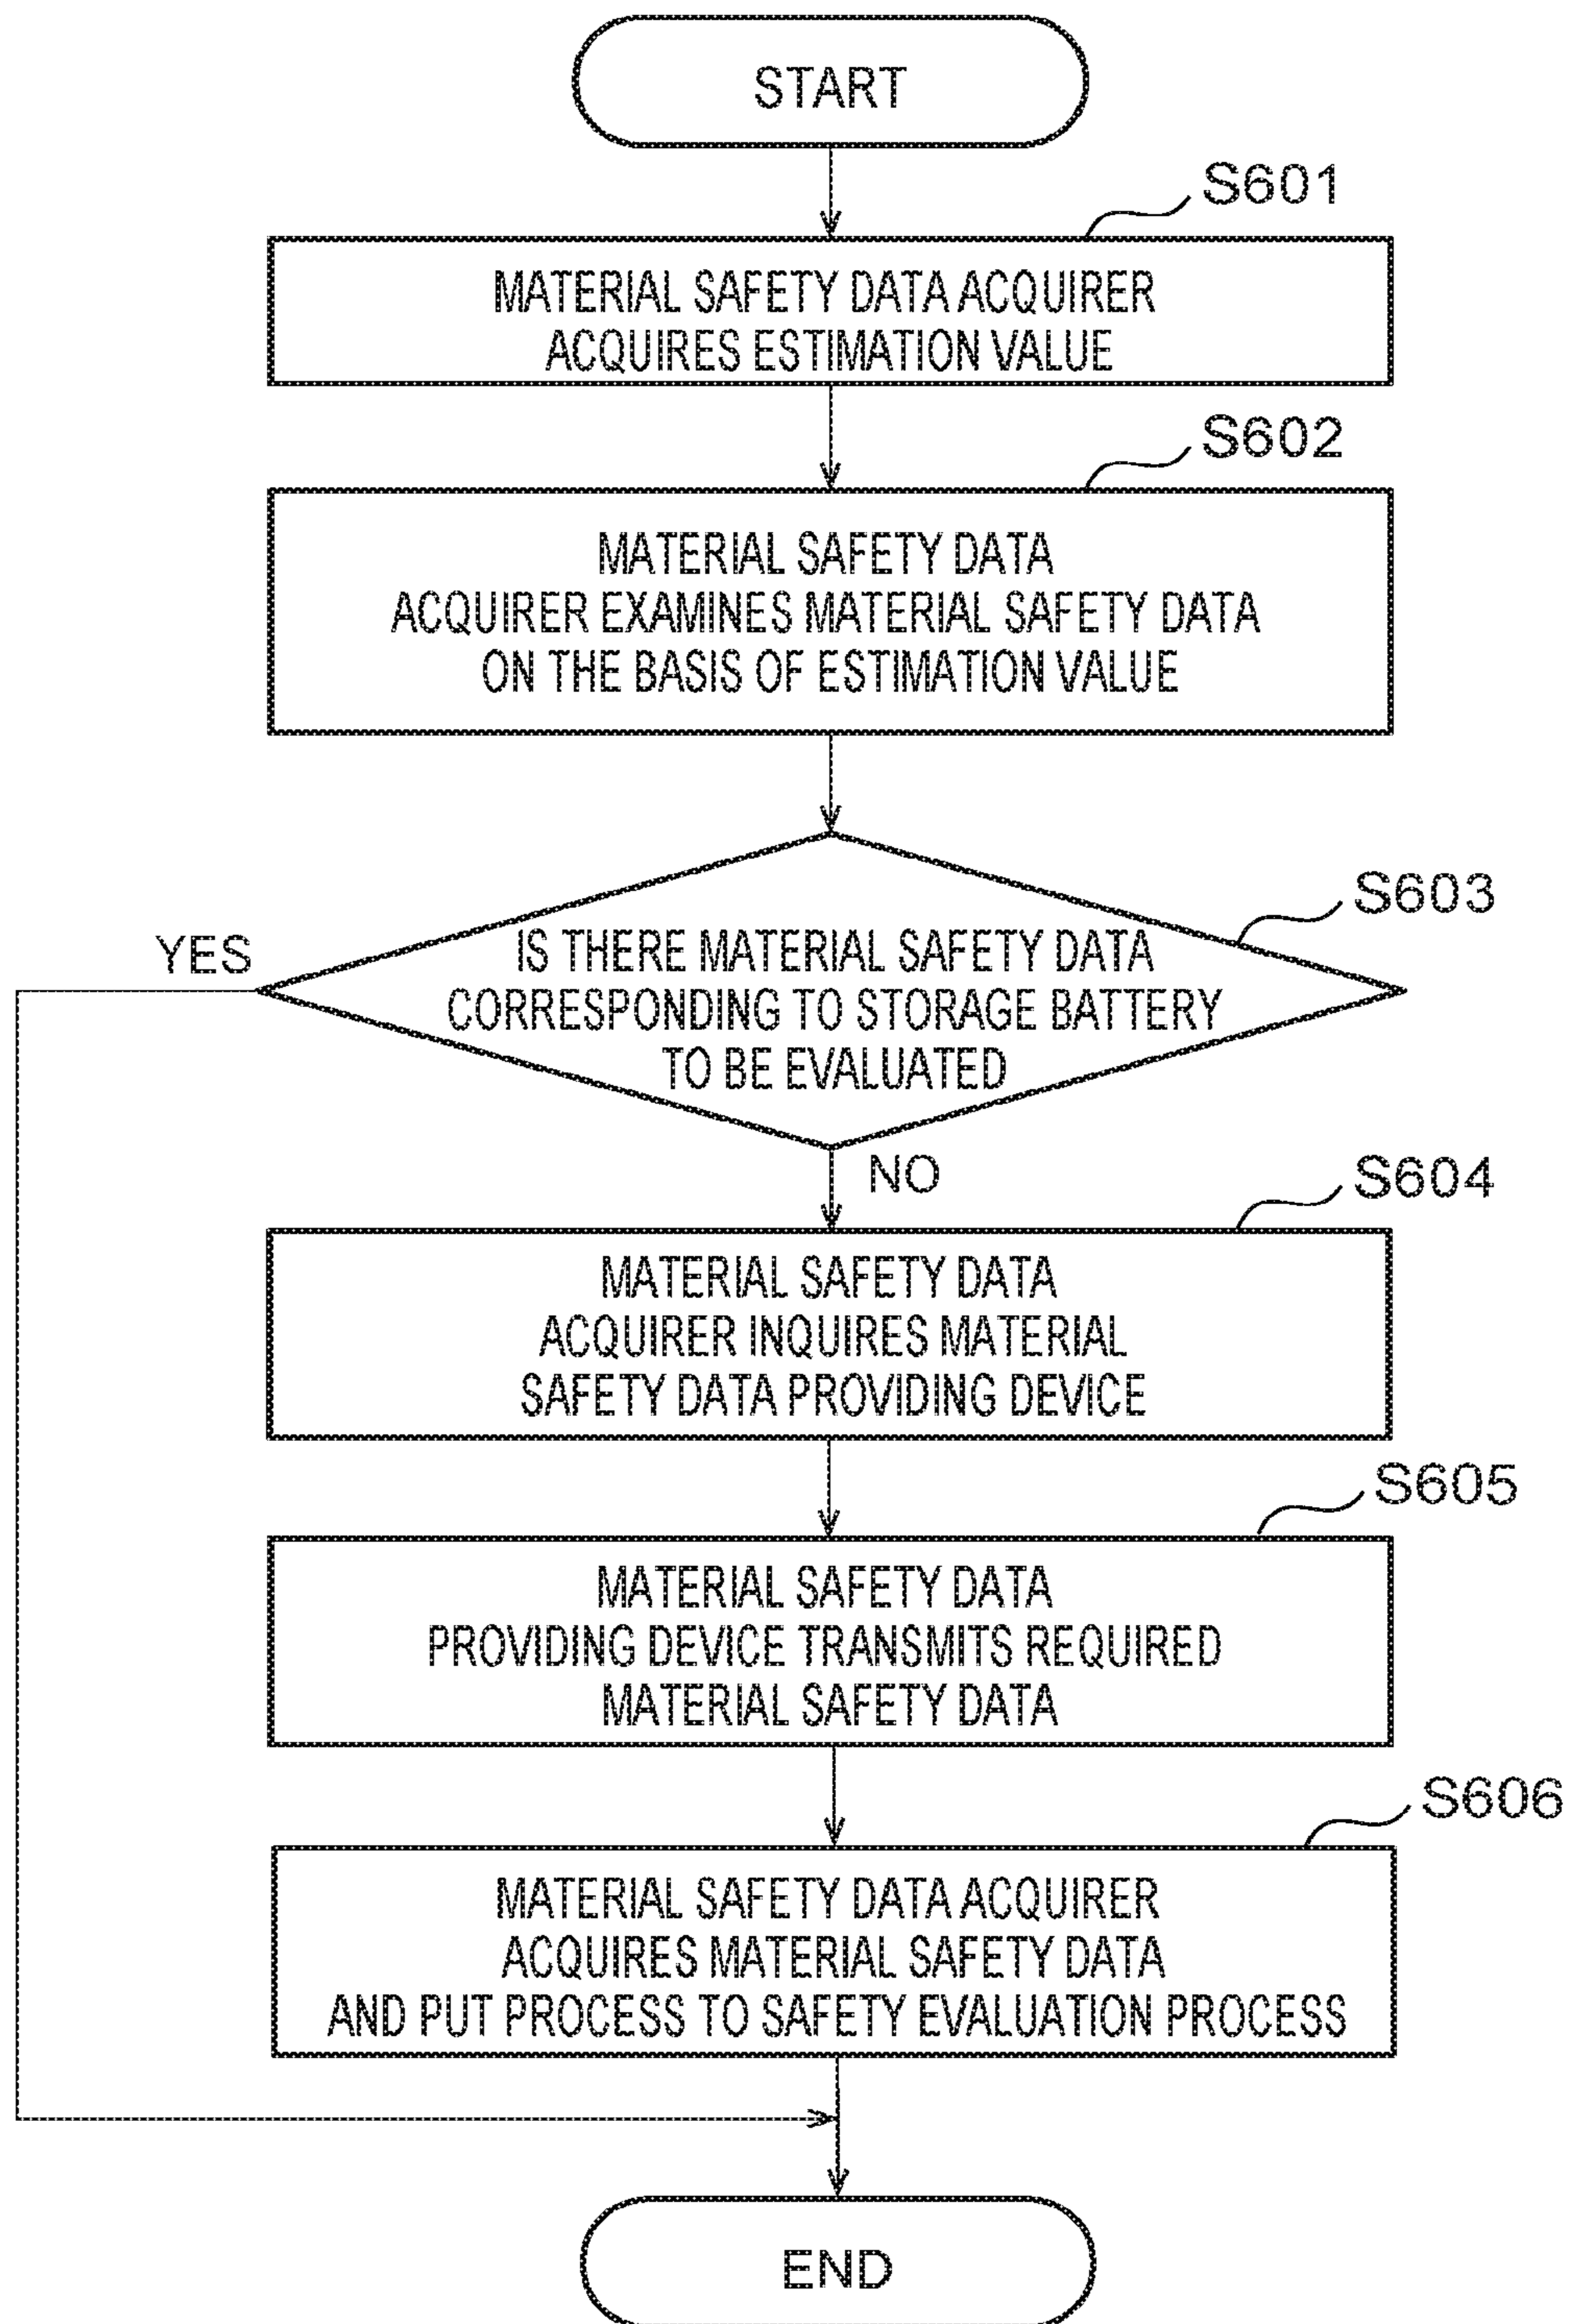 START
S601
MATERIAL SAFETY DATA ACQUIRER
ACQUIRES ESTIMATION VALUE
S602
MATERIAL SAFETY DATA
ACQUIRER EXAMINES MATERIAL SAFETY DATA
ON THE BASIS OF ESTIMATION VALUE
S603
YES
IS THERE MATERIAL SAFETY DATA
CORRESPONDING TO STORAGE BATTERY
TO BE EVALUATED
NO
S604
MATERIAL SAFETY DATA
ACQUIRER INQUIRES MATERIAL
SAFETY DATA PROVIDING DEVICE
S605
MATERIAL SAFETY DATA
PROVIDING DEVICE TRANSMITS REQUIRED
MATERIAL SAFETY DATA
S606
MATERIAL SAFETY DATA ACQUIRER
ACQUIRES MATERIAL SAFETY DATA
AND PUT PROCESS TO SAFETY EVALUATION PROCESS
END